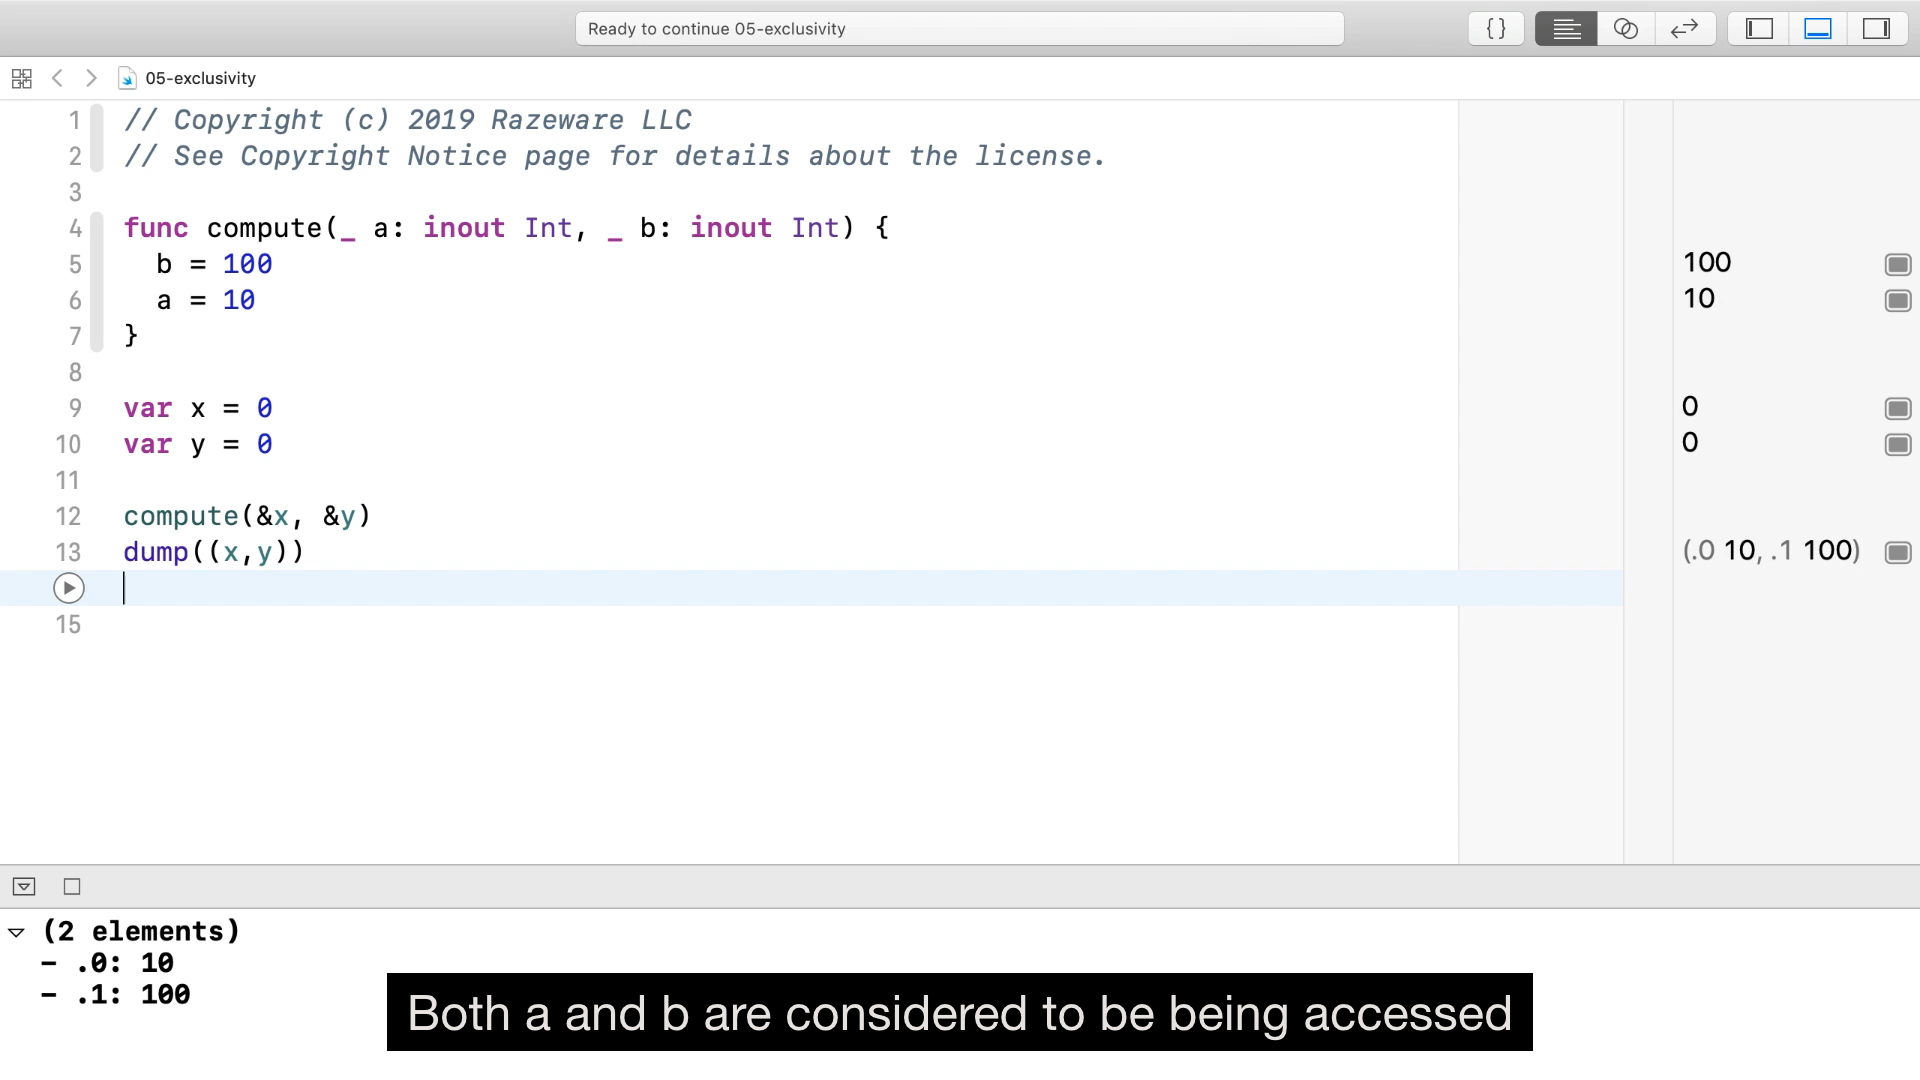 Ready to continue 05-exclusivity
{ }
05-exclusivity
1 // Copyright (c) 2019 Razeware LLC
2 // See Copyright Notice page for details about the license.
3
4 func compute(_ a: inout Int, _ b: inout Int) {
5 b = 100 100
6 a = 10 10
7 }
8
9 var x = 0 0
10 var y = 0 0
11
12 compute(&x, &y)
13 dump((x,y)) (.0 10, .1 100)
15
(2 elements)
- .0: 10
- .1: 100
Both a and b are considered to be being accessed